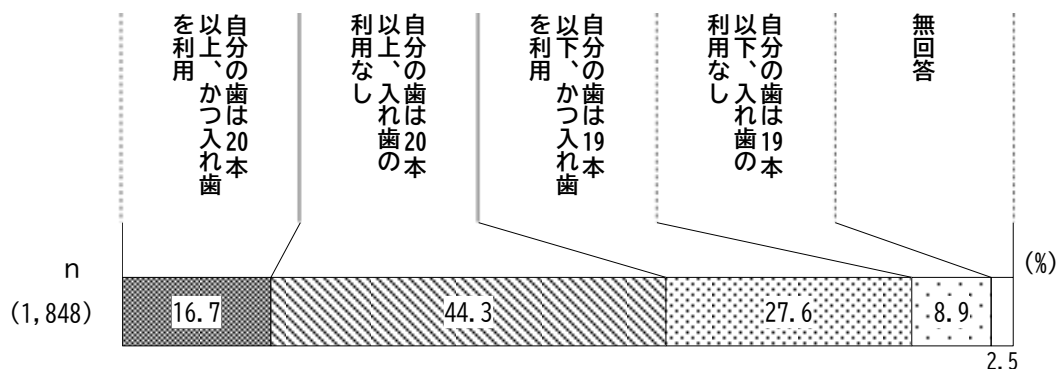 自分の歯は20本
以上、かつ入れ歯
を利用
自分の歯は20本
以上、入れ歯の
利用なし
自分の歯は19本
以下、かつ入れ歯
を利用
自分の歯は19本
以下、入れ歯の
利用なし
無回答
(%)
n
(1,848)
16.7
44.3
27.6
8.9
2.5